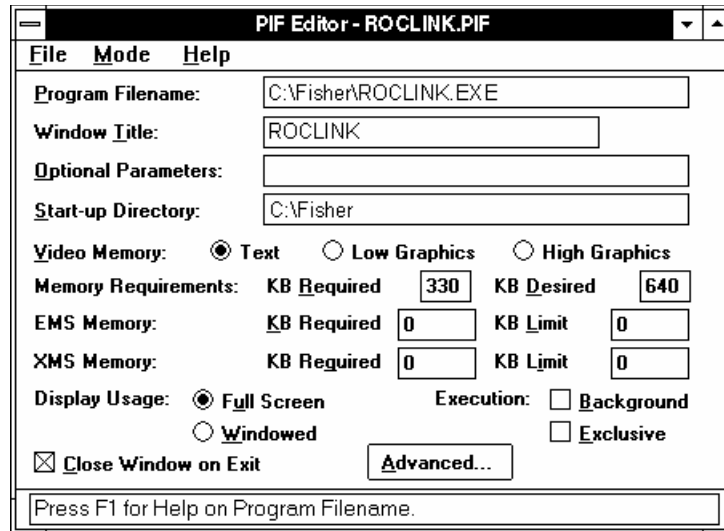 PIF Editor - ROCLINK.PIF
File Mode Help
Program Filename: C:\Fisher\ROCLINK.EXE
Window Title: ROCLINK
Optional Parameters:
Start-up Directory: C:\Fisher
Video Memory: Text Low Graphics High Graphics
Memory Requirements: KB Required 330 KB Desired 640
EMS Memory: KB Required 0 KB Limit 0
XMS Memory: KB Required 0 KB Limit 0
Display Usage: Full Screen Execution: Background
Windowed Exclusive
Close Window on Exit Advanced...
Press F1 for Help on Program Filename.